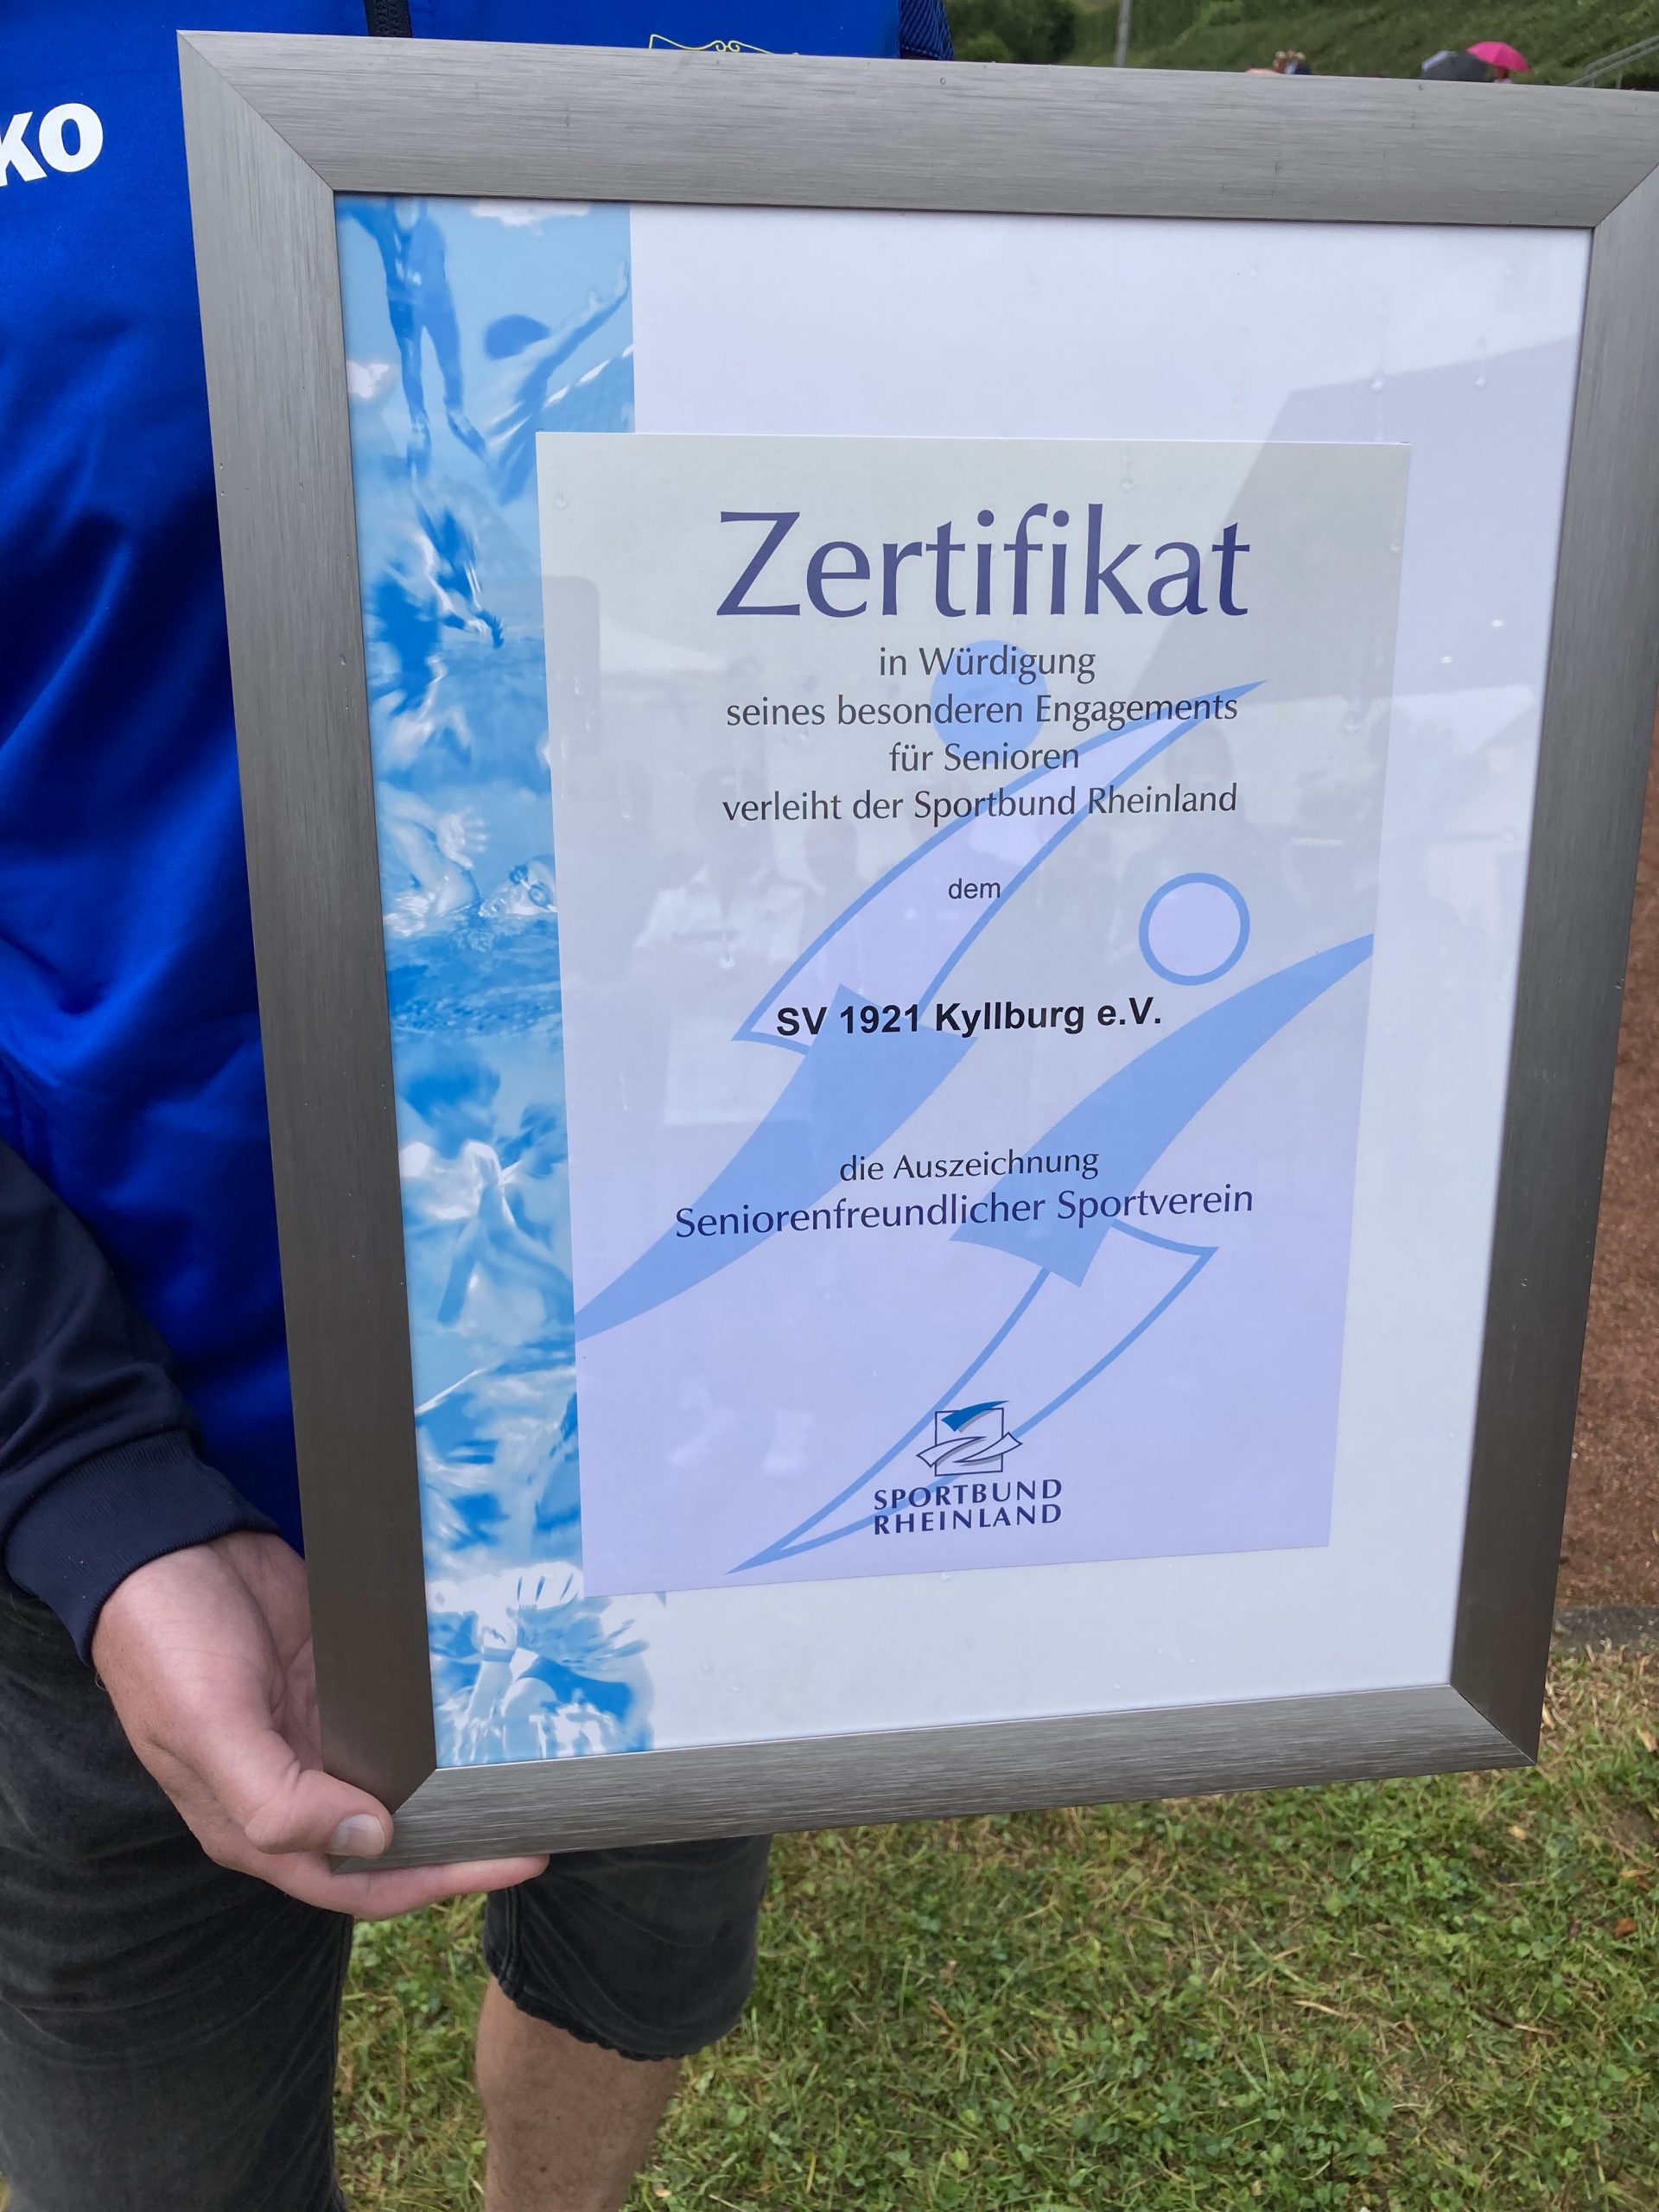 KO
Zertifikat
in Würdigung
seines besonderen Engagements
für Senioren
verleiht der Sportbund Rheinland
dem
SV 1921 Kyllburg e.V.
die Auszeichnung
Seniorenfreundlicher Sportverein
SPORTBUND
RHEINLAND